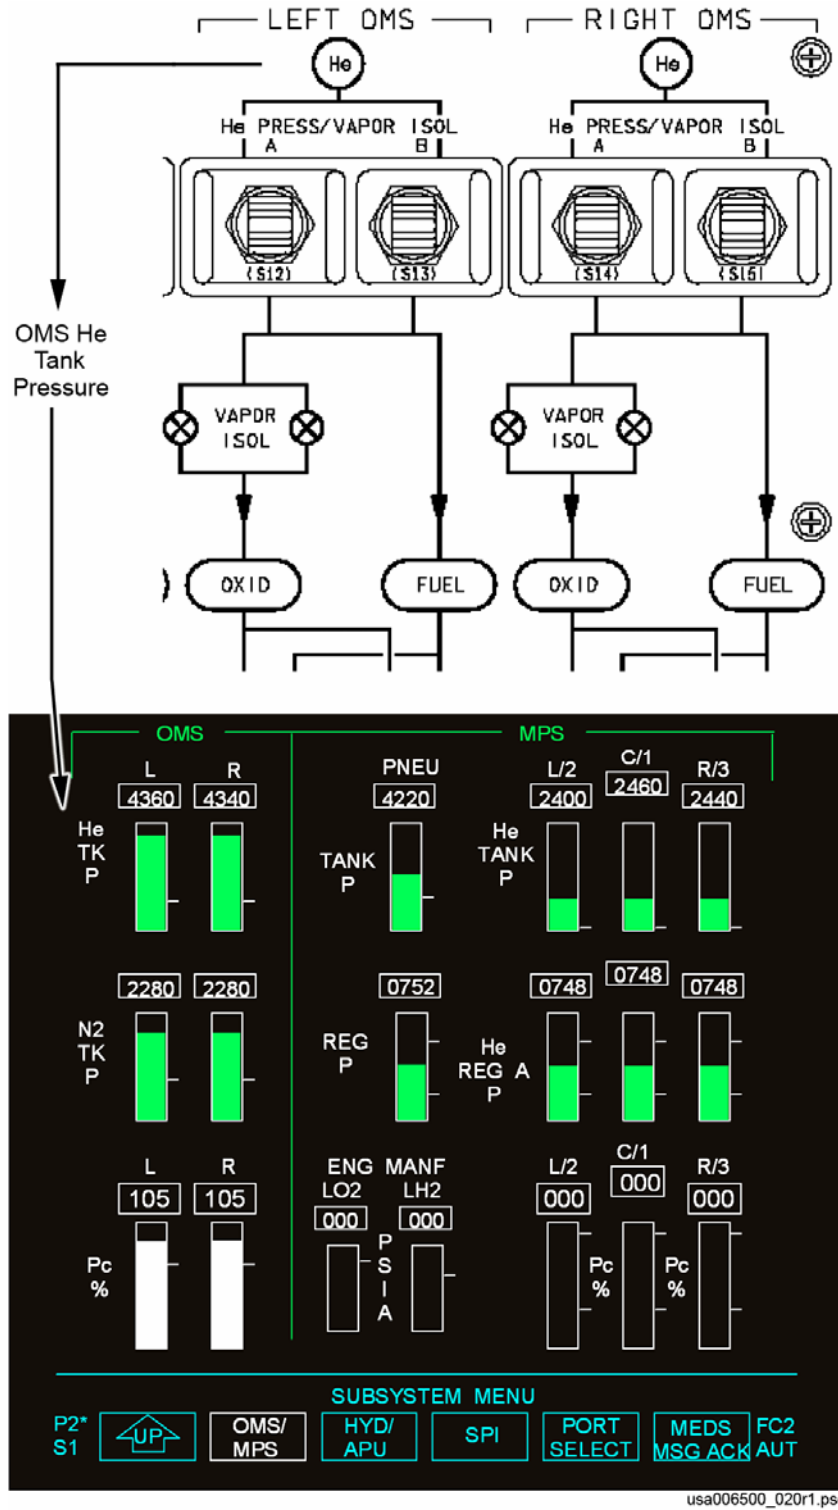 LEFT OMS RIGHT OMS
He He
He PRESS/VAPOR ISOL He PRESS/VAPOR ISOL
A B A B
(S12) (S13) (S14) (S15)
OMS He
Tank
Pressure
VAPOR
ISOL
VAPOR
ISOL
OXID FUEL OXID FUEL
OMS MPS
L R PNEU L/2 C/1 R/3
4360 4340 4220 2400 2460 2440
He
TK
P
TANK
P
He
TANK
P
2280 2280 0752 0748 0748 0748
N2
TK
P
REG
P
He
REG A
P
L R ENG MANF L/2 C/1 R/3
LO2 LH2
105 105 000 000 000 000 000
Pc
%
P
S
I
A
Pc
%
Pc
%
SUBSYSTEM MENU
P2*
S1
UP
OMS/
MPS
HYD/
APU
SPI
PORT
SELECT
MEDS
MSG ACK
FC2
AUT
usa006500_020r1.ps